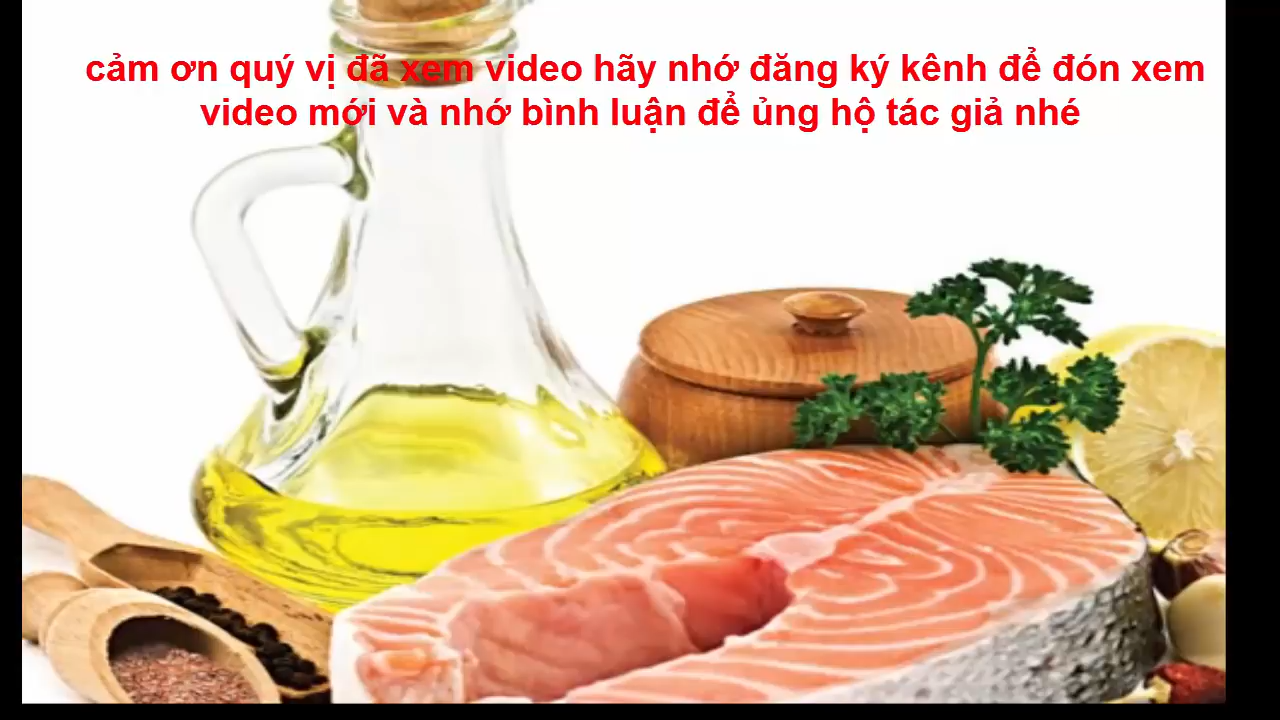 cảm ơn quý vị đã xem video hãy nhớ đăng ký kênh để đón xem
video mới và nhớ bình luận để ủng hộ tác giả nhé